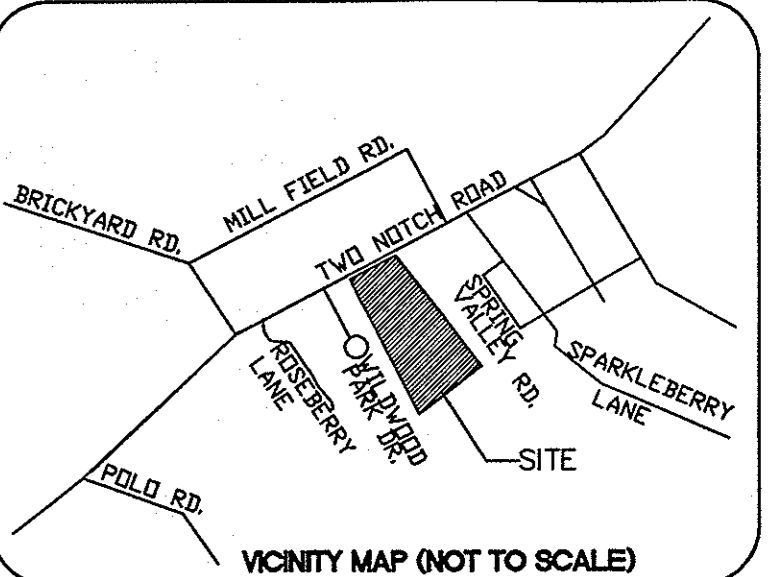 BRICKYARD RD.
MILL FIELD RD.
TWO NOTCH ROAD
SPRING
VALLEY RD.
ROSEBERRY
LANE
WILDWOOD
PARK DR.
SPARKLEBERRY
LANE
SITE
POLO RD.
VICINITY MAP (NOT TO SCALE)